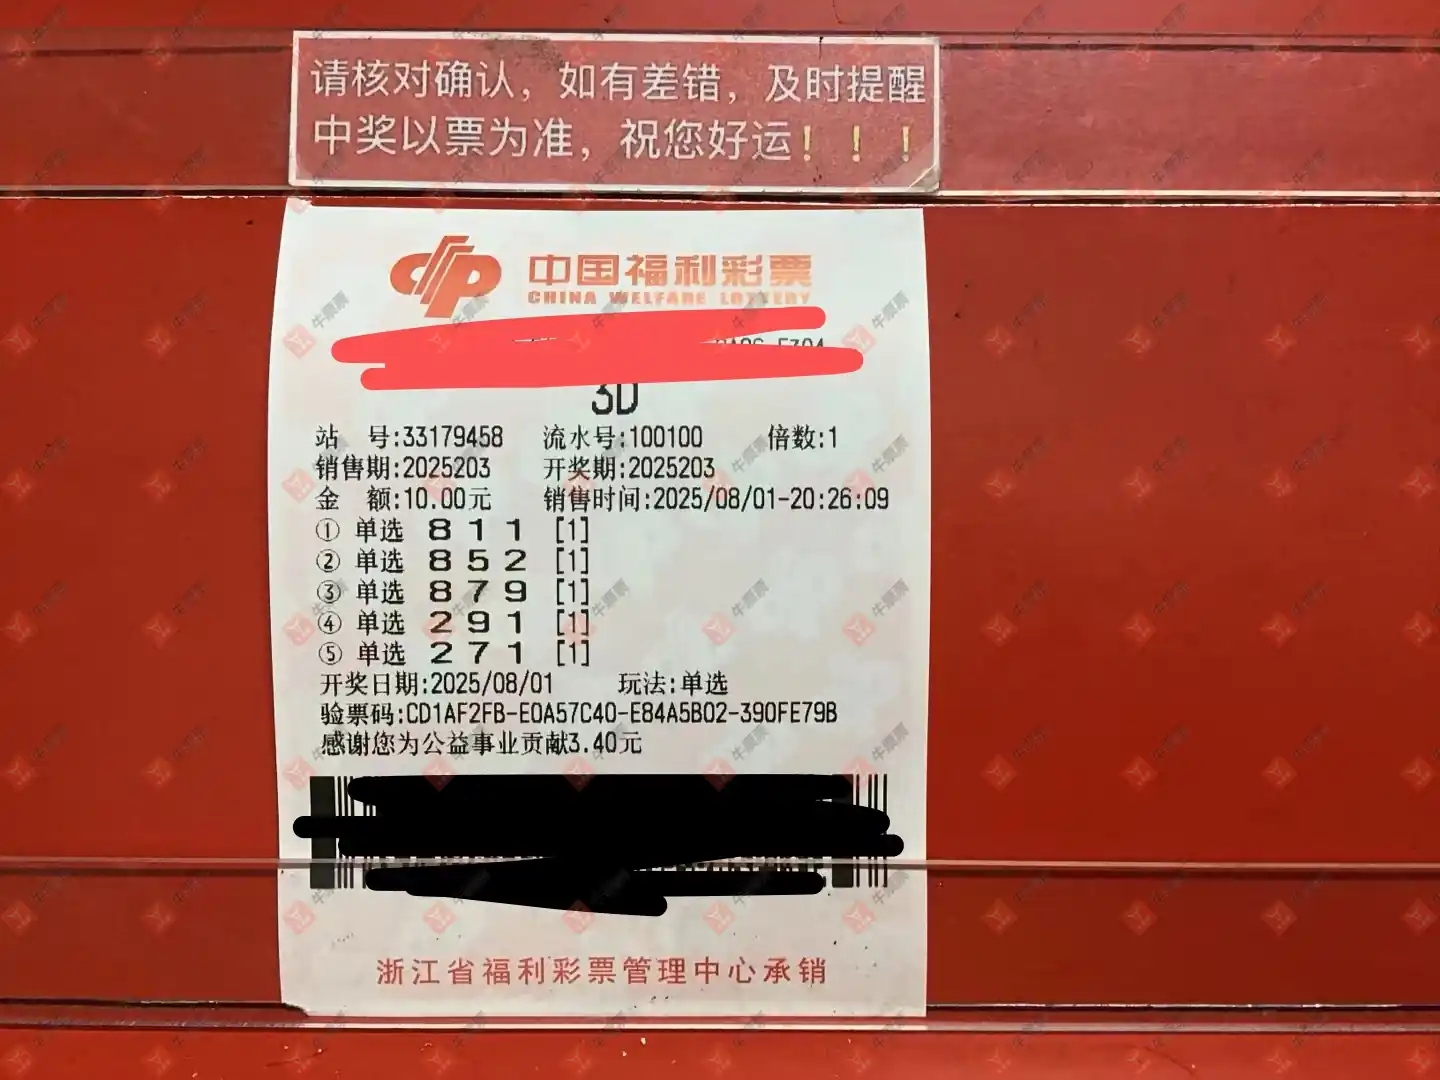 请核对确认，如有差错，及时提醒
中奖以票为准，祝您好运！！！
中国福利彩票
CHINA WELFARE LOTTERY
3D
站 号:33179458 流水号:100100 倍数:1
销售期:2025203 开奖期:2025203
金 额:10.00元 销售时间:2025/08/01-20:26:09
① 单选 8 1 1 [1]
② 单选 8 5 2 [1]
③ 单选 8 7 9 [1]
④ 单选 2 9 1 [1]
⑤ 单选 2 7 1 [1]
开奖日期:2025/08/01 玩法:单选
验票码:CD1AF2FB-E0A57C40-E84A5B02-390FE79B
感谢您为公益事业贡献3.40元
浙江省福利彩票管理中心承销
牛票票